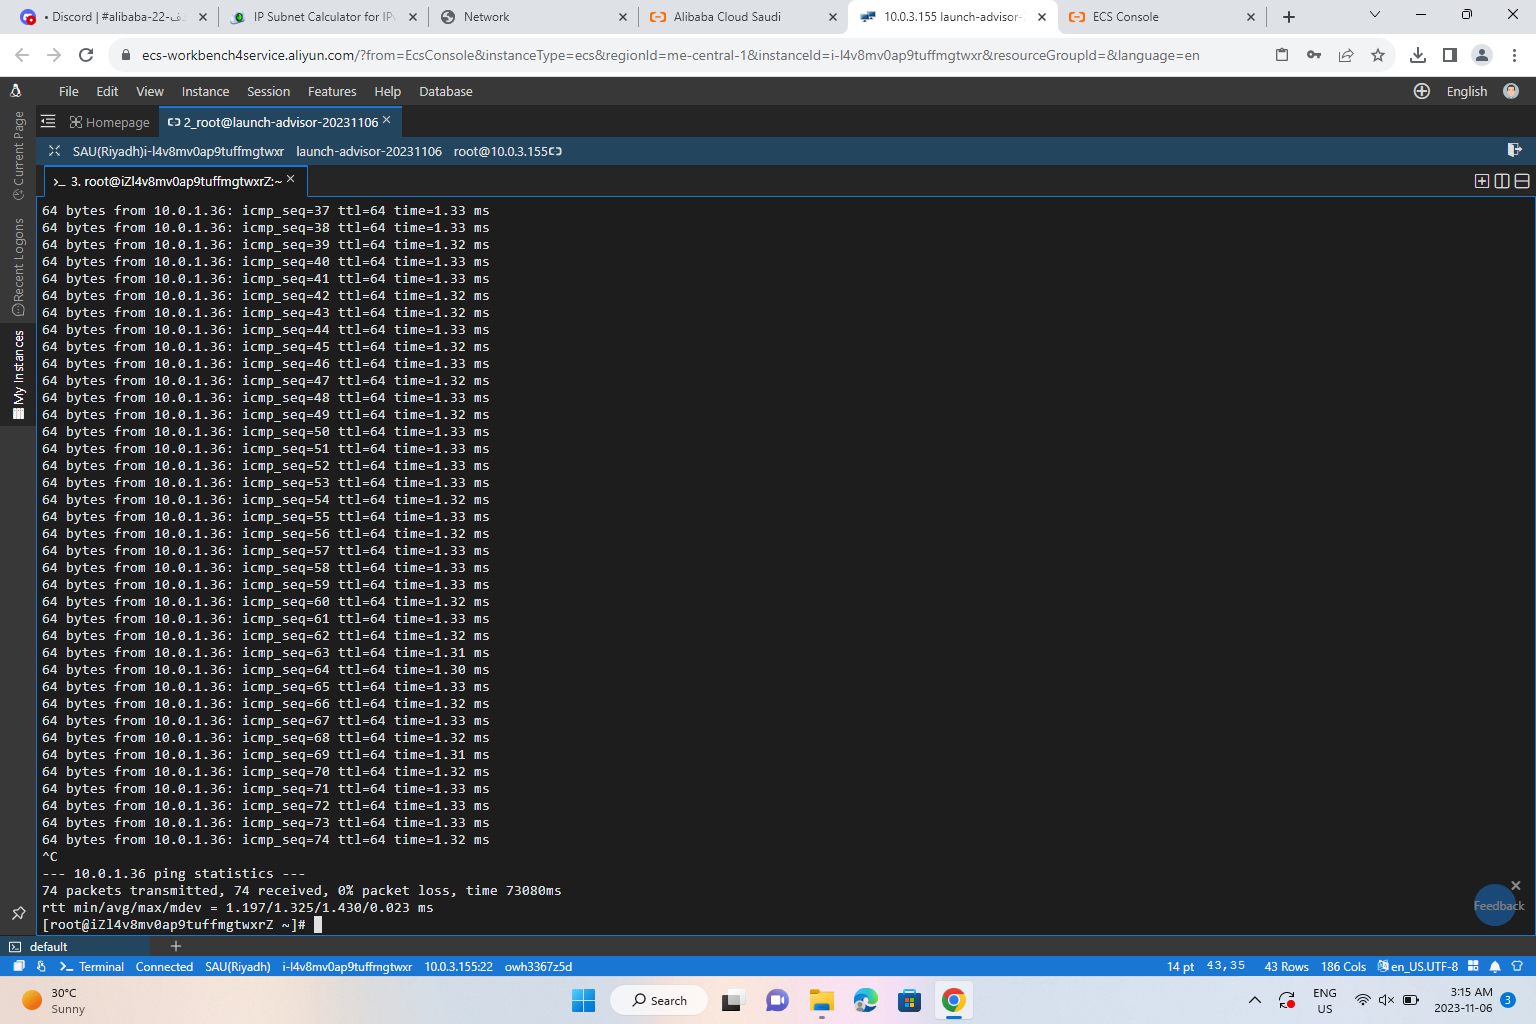 • Discord | #alibaba-22-
IP Subnet Calculator for IP
Network
Alibaba Cloud Saudi
10.0.3.155 launch-advisor-
ECS Console
ecs-workbench4service.aliyun.com/?from=EcsConsole&instanceType=ecs&regionId=me-central-1&instanceId=i-l4v8mv0ap9tuffmgtwxr&resourceGroupId=&language=en
File Edit View Instance Session Features Help Database
English
Homepage
2_root@launch-advisor-20231106
SAU(Riyadh)i-l4v8mv0ap9tuffmgtwxr launch-advisor-20231106 root@10.0.3.155
3. root@iZl4v8mv0ap9tuffmgtwxrZ:~
Current Page
Recent Logons
My Instances
64 bytes from 10.0.1.36: icmp_seq=37 ttl=64 time=1.33 ms
64 bytes from 10.0.1.36: icmp_seq=38 ttl=64 time=1.33 ms
64 bytes from 10.0.1.36: icmp_seq=39 ttl=64 time=1.32 ms
64 bytes from 10.0.1.36: icmp_seq=40 ttl=64 time=1.33 ms
64 bytes from 10.0.1.36: icmp_seq=41 ttl=64 time=1.33 ms
64 bytes from 10.0.1.36: icmp_seq=42 ttl=64 time=1.32 ms
64 bytes from 10.0.1.36: icmp_seq=43 ttl=64 time=1.32 ms
64 bytes from 10.0.1.36: icmp_seq=44 ttl=64 time=1.33 ms
64 bytes from 10.0.1.36: icmp_seq=45 ttl=64 time=1.32 ms
64 bytes from 10.0.1.36: icmp_seq=46 ttl=64 time=1.33 ms
64 bytes from 10.0.1.36: icmp_seq=47 ttl=64 time=1.32 ms
64 bytes from 10.0.1.36: icmp_seq=48 ttl=64 time=1.33 ms
64 bytes from 10.0.1.36: icmp_seq=49 ttl=64 time=1.32 ms
64 bytes from 10.0.1.36: icmp_seq=50 ttl=64 time=1.33 ms
64 bytes from 10.0.1.36: icmp_seq=51 ttl=64 time=1.33 ms
64 bytes from 10.0.1.36: icmp_seq=52 ttl=64 time=1.33 ms
64 bytes from 10.0.1.36: icmp_seq=53 ttl=64 time=1.33 ms
64 bytes from 10.0.1.36: icmp_seq=54 ttl=64 time=1.32 ms
64 bytes from 10.0.1.36: icmp_seq=55 ttl=64 time=1.33 ms
64 bytes from 10.0.1.36: icmp_seq=56 ttl=64 time=1.32 ms
64 bytes from 10.0.1.36: icmp_seq=57 ttl=64 time=1.33 ms
64 bytes from 10.0.1.36: icmp_seq=58 ttl=64 time=1.33 ms
64 bytes from 10.0.1.36: icmp_seq=59 ttl=64 time=1.33 ms
64 bytes from 10.0.1.36: icmp_seq=60 ttl=64 time=1.32 ms
64 bytes from 10.0.1.36: icmp_seq=61 ttl=64 time=1.33 ms
64 bytes from 10.0.1.36: icmp_seq=62 ttl=64 time=1.32 ms
64 bytes from 10.0.1.36: icmp_seq=63 ttl=64 time=1.31 ms
64 bytes from 10.0.1.36: icmp_seq=64 ttl=64 time=1.30 ms
64 bytes from 10.0.1.36: icmp_seq=65 ttl=64 time=1.33 ms
64 bytes from 10.0.1.36: icmp_seq=66 ttl=64 time=1.32 ms
64 bytes from 10.0.1.36: icmp_seq=67 ttl=64 time=1.33 ms
64 bytes from 10.0.1.36: icmp_seq=68 ttl=64 time=1.32 ms
64 bytes from 10.0.1.36: icmp_seq=69 ttl=64 time=1.31 ms
64 bytes from 10.0.1.36: icmp_seq=70 ttl=64 time=1.32 ms
64 bytes from 10.0.1.36: icmp_seq=71 ttl=64 time=1.33 ms
64 bytes from 10.0.1.36: icmp_seq=72 ttl=64 time=1.33 ms
64 bytes from 10.0.1.36: icmp_seq=73 ttl=64 time=1.33 ms
64 bytes from 10.0.1.36: icmp_seq=74 ttl=64 time=1.32 ms
^C
--- 10.0.1.36 ping statistics ---
74 packets transmitted, 74 received, 0% packet loss, time 73080ms
rtt min/avg/max/mdev = 1.197/1.325/1.430/0.023 ms
[root@iZl4v8mv0ap9tuffmgtwxrZ ~]#
Feedback
default
Terminal Connected SAU(Riyadh) i-l4v8mv0ap9tuffmgtwxr 10.0.3.155:22 owh3367z5d
14 pt 43,35 43 Rows 186 Cols en_US.UTF-8
30°C
Sunny
Search
ENG
US
3:15 AM
2023-11-06
3